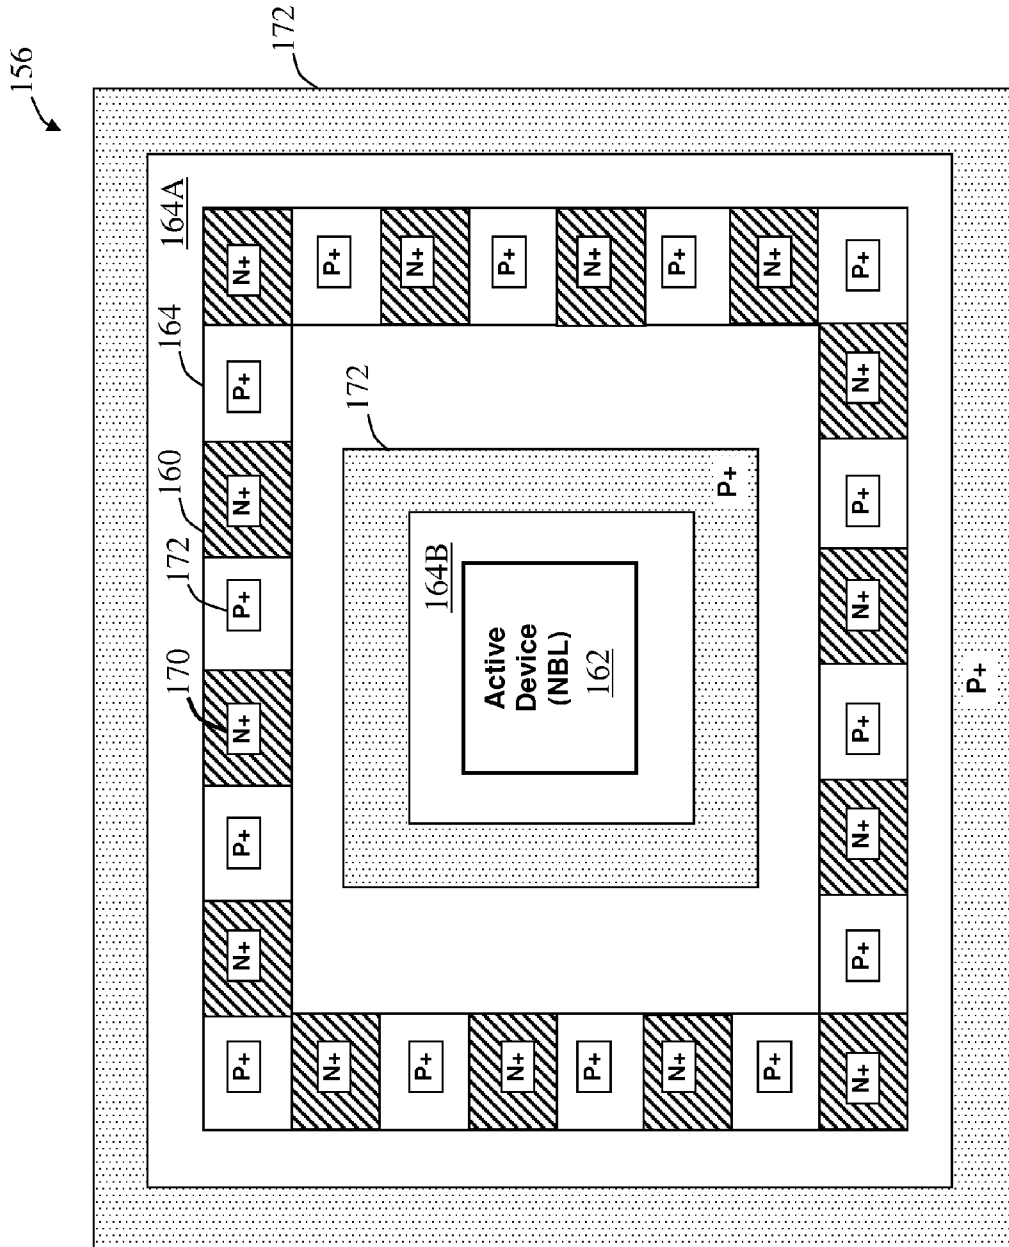 156
172
170 172 160 164 164A
P+ N+ P+ N+ P+ N+ P+ N+
N+ P+
172
P+ N+
164B
Active
Device
(NBL)
162
N+ P+
P+ N+
N+ P+
P+
P+ N+
N+ P+ N+ P+ N+ P+ N+ P+
P+